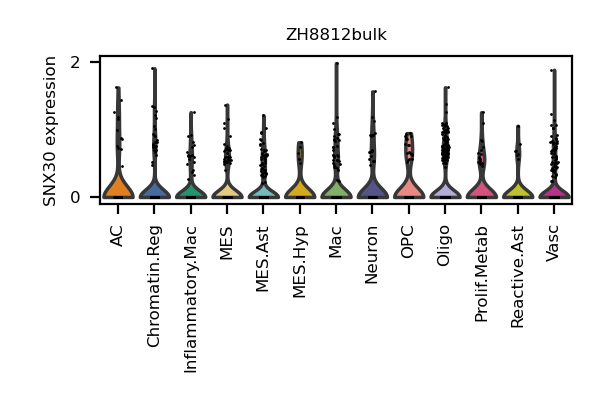 ZH8812bulk
SNX30 expression
2
0
AC
Chromatin.Reg
Inflammatory.Mac
MES
MES.Ast
MES.Hyp
Mac
Neuron
OPC
Oligo
Prolif.Metab
Reactive.Ast
Vasc